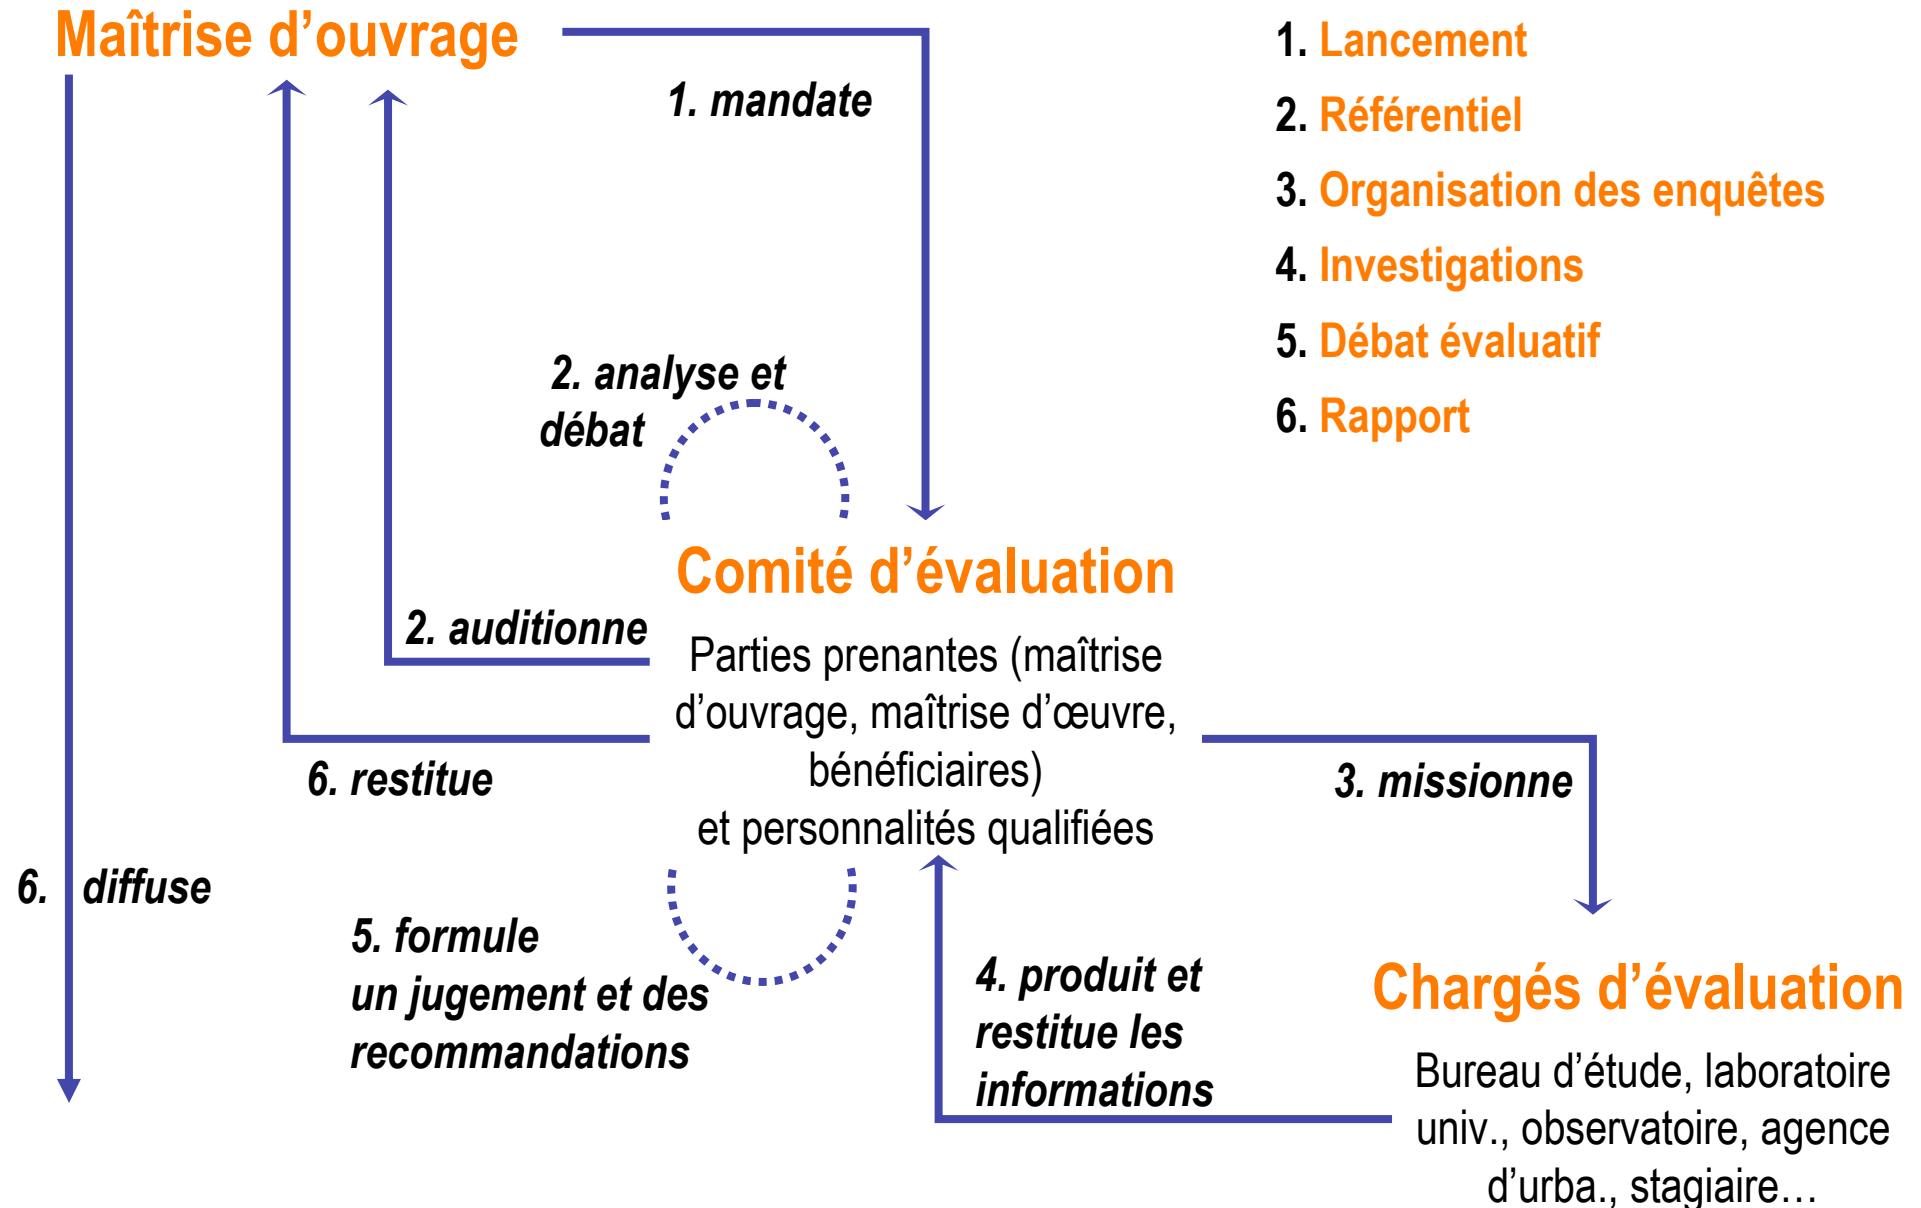 Maîtrise d’ouvrage
1. mandate
1. Lancement
2. Référentiel
3. Organisation des enquêtes
4. Investigations
5. Débat évaluatif
6. Rapport
2. analyse et
débat
Comité d’évaluation
2. auditionne
Parties prenantes (maîtrise
d’ouvrage, maîtrise d’œuvre,
bénéficiaires)
et personnalités qualifiées
6. restitue
3. missionne
6. diffuse
5. formule
un jugement et des
recommandations
4. produit et
restitue les
informations
Chargés d’évaluation
Bureau d’étude, laboratoire
univ., observatoire, agence
d’urba., stagiaire…